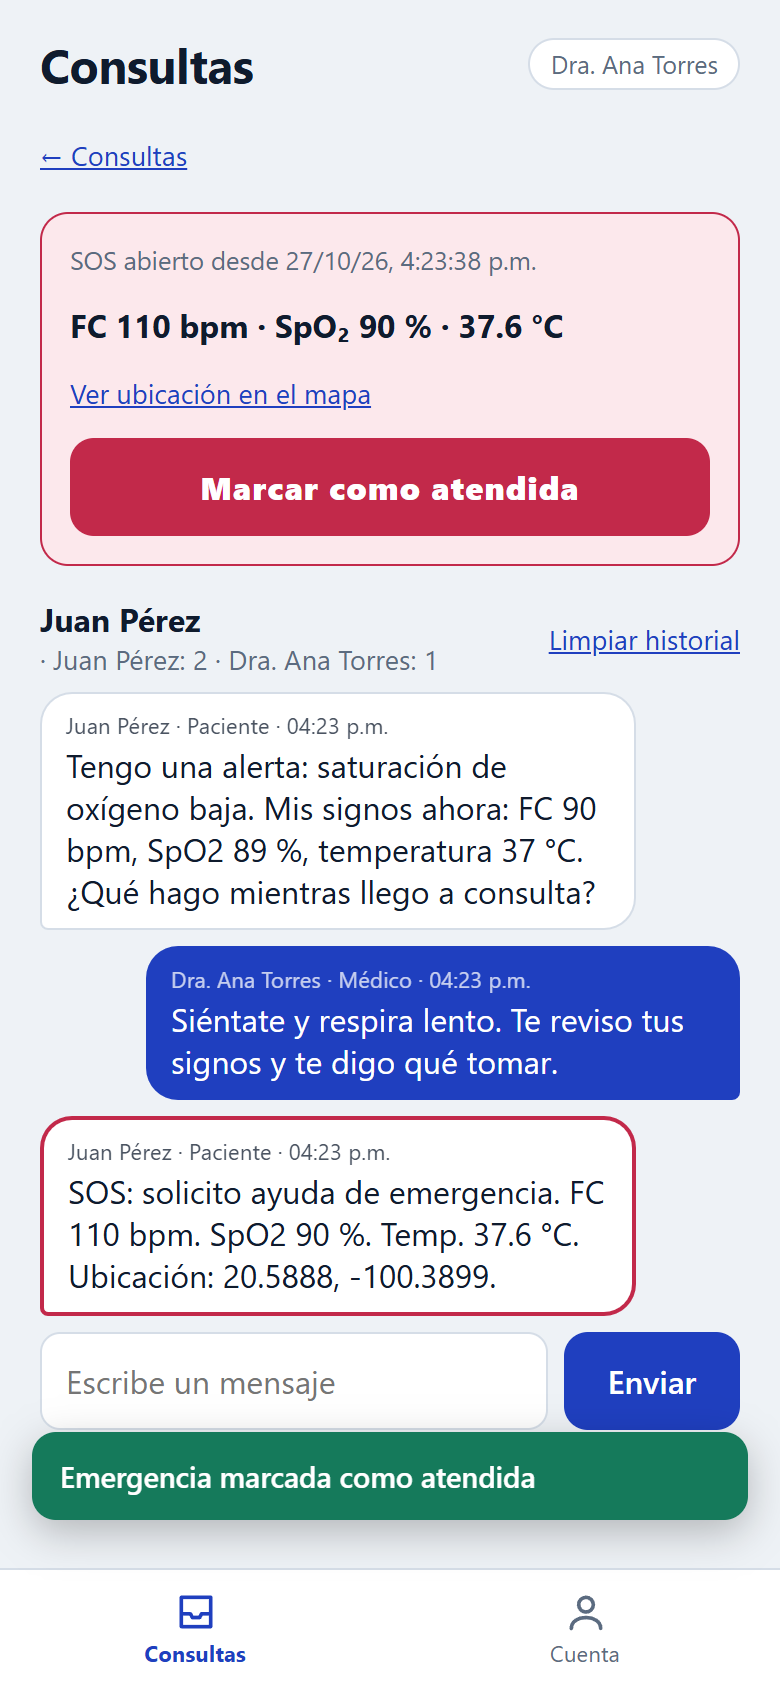 Consultas
Dra. Ana Torres
← Consultas
SOS abierto desde 27/10/26, 4:23:38 p.m.
FC 110 bpm · SpO₂ 90 % · 37.6 °C
Ver ubicación en el mapa
Marcar como atendida
Juan Pérez
· Juan Pérez: 2 · Dra. Ana Torres: 1
Limpiar historial
Juan Pérez · Paciente · 04:23 p.m.
Tengo una alerta: saturación de
oxígeno baja. Mis signos ahora: FC 90
bpm, SpO2 89 %, temperatura 37 °C.
¿Qué hago mientras llego a consulta?
Dra. Ana Torres · Médico · 04:23 p.m.
Siéntate y respira lento. Te reviso tus
signos y te digo qué tomar.
Juan Pérez · Paciente · 04:23 p.m.
SOS: solicito ayuda de emergencia. FC
110 bpm. SpO2 90 %. Temp. 37.6 °C.
Ubicación: 20.5888, -100.3899.
Escribe un mensaje
Enviar
Emergencia marcada como atendida
Consultas
Cuenta